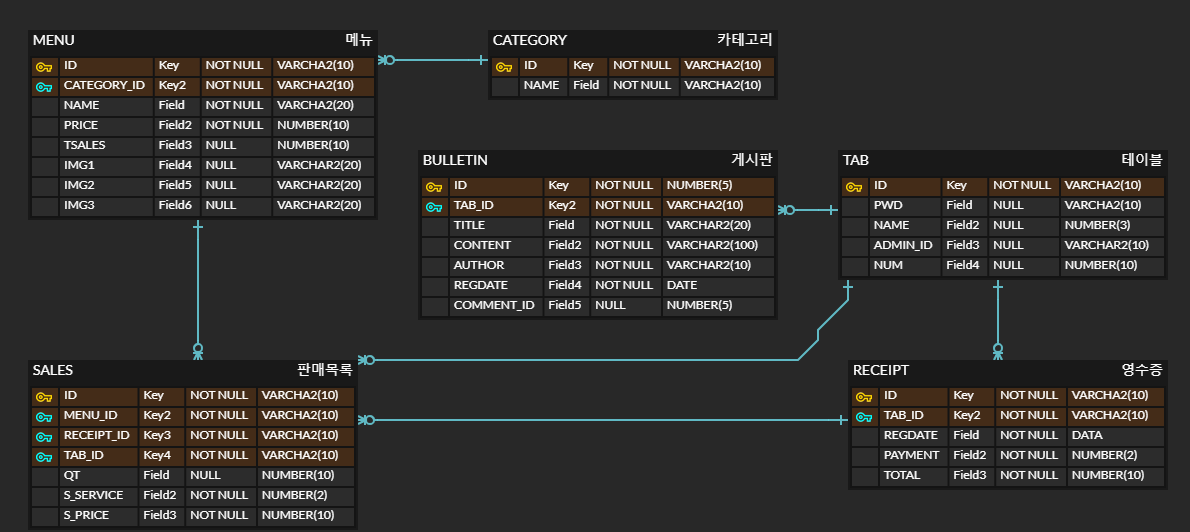 MENU 메뉴
ID Key NOT NULL VARCHA2(10)
CATEGORY_ID Key2 NOT NULL VARCHA2(10)
NAME Field NOT NULL VARCHA2(20)
PRICE Field2 NOT NULL NUMBER(10)
TSALES Field3 NULL NUMBER(10)
IMG1 Field4 NULL VARCHAR2(20)
IMG2 Field5 NULL VARCHAR2(20)
IMG3 Field6 NULL VARCHAR2(20)
CATEGORY 카테고리
ID Key NOT NULL VARCHA2(10)
NAME Field NOT NULL VARCHA2(10)
BULLETIN 게시판
ID Key NOT NULL NUMBER(5)
TAB_ID Key2 NOT NULL VARCHA2(10)
TITLE Field NOT NULL VARCHAR2(20)
CONTENT Field2 NOT NULL VARCHAR2(100)
AUTHOR Field3 NOT NULL VARCHAR2(10)
REGDATE Field4 NOT NULL DATE
COMMENT_ID Field5 NULL NUMBER(5)
TAB 테이블
ID Key NOT NULL VARCHA2(10)
PWD Field NULL VARCHA2(10)
NAME Field2 NULL NUMBER(3)
ADMIN_ID Field3 NULL VARCHAR2(10)
NUM Field4 NULL NUMBER(10)
SALES 판매목록
ID Key NOT NULL VARCHA2(10)
MENU_ID Key2 NOT NULL VARCHA2(10)
RECEIPT_ID Key3 NOT NULL VARCHA2(10)
TAB_ID Key4 NOT NULL VARCHA2(10)
QT Field NULL NUMBER(10)
S_SERVICE Field2 NOT NULL NUMBER(2)
S_PRICE Field3 NOT NULL NUMBER(10)
RECEIPT 영수증
ID Key NOT NULL VARCHA2(10)
TAB_ID Key2 NOT NULL VARCHA2(10)
REGDATE Field NOT NULL DATA
PAYMENT Field2 NOT NULL NUMBER(2)
TOTAL Field3 NOT NULL NUMBER(10)